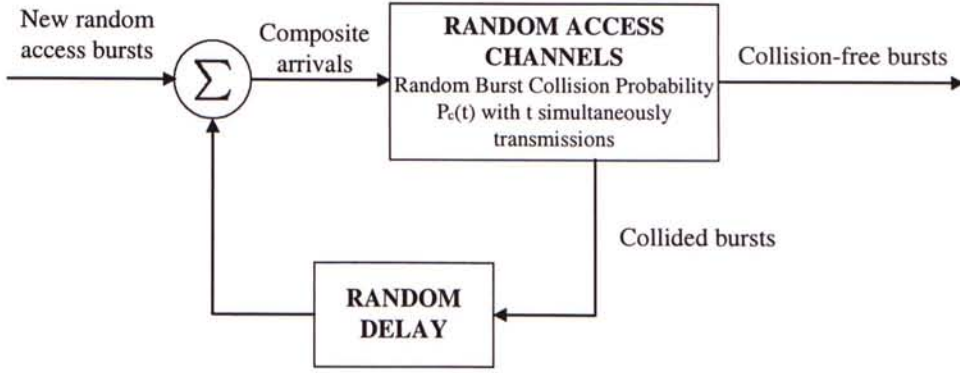 New random
access bursts
Σ
Composite
arrivals
RANDOM ACCESS
CHANNELS
Random Burst Collision Probability
Pc(t) with t simultaneously
transmissions
Collision-free bursts
Collided bursts
RANDOM
DELAY